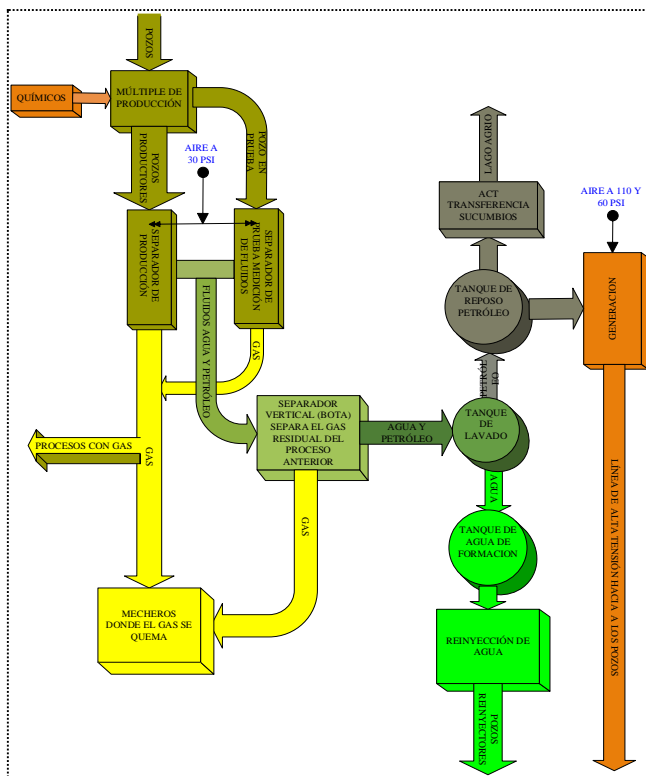 POZOS
QUÍMICOS
MÚLTIPLE DE
PRODUCCIÓN
POZOS
PRODUCTORES
AIRE A
30 PSI
POZO EN
PRUEBA
SEPARADOR DE
PRODUCCIÓN
SEPARADOR DE
PRUEBA MEDICIÓN
DE FLUIDOS
FLUIDOS AGUA Y PETRÓLEO
GAS
PROCESOS CON GAS
GAS
SEPARADOR
VERTICAL (BOTA)
SEPARA EL GAS
RESIDUAL DEL
PROCESO
ANTERIOR
GAS
MECHEROS
DONDE EL GAS SE
QUEMA
AGUA Y
PETRÓLEO
LAGO AGRIO
ACT
TRANSFERENCIA
SUCUMBIOS
TANQUE DE
REPOSO
PETRÓLEO
PETRÓL
EO
TANQUE
DE
LAVADO
AGUA
TANQUE DE
AGUA DE
FORMACION
REINYECCIÓN DE
AGUA
POZOS
REINYECTORES
AIRE A 110 Y
60 PSI
GENERACION
LÍNEA DE ALTA TENSIÓN HACIA A LOS POZOS